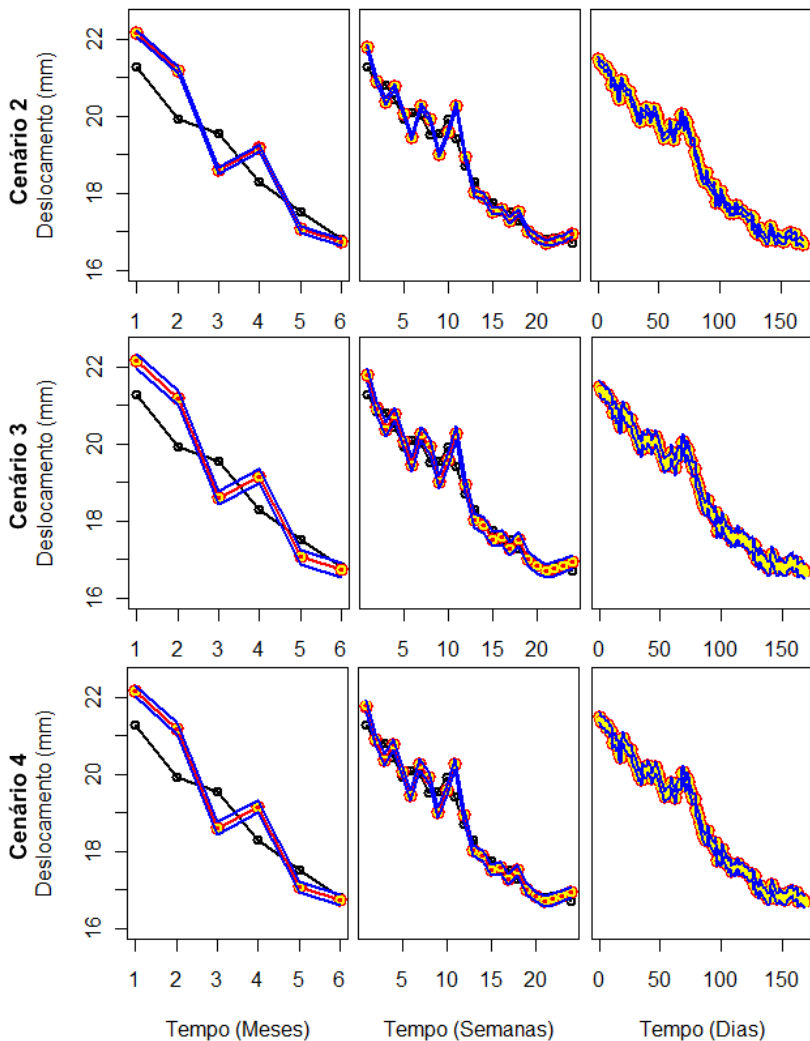 Cenário 2
Deslocamento (mm)
22
20
18
16
1 2 3 4 5 6
5 10 15 20
0 50 100 150
Cenário 3
Deslocamento (mm)
22
20
18
16
1 2 3 4 5 6
5 10 15 20
0 50 100 150
Cenário 4
Deslocamento (mm)
22
20
18
16
1 2 3 4 5 6
5 10 15 20
0 50 100 150
Tempo (Meses)
Tempo (Semanas)
Tempo (Dias)